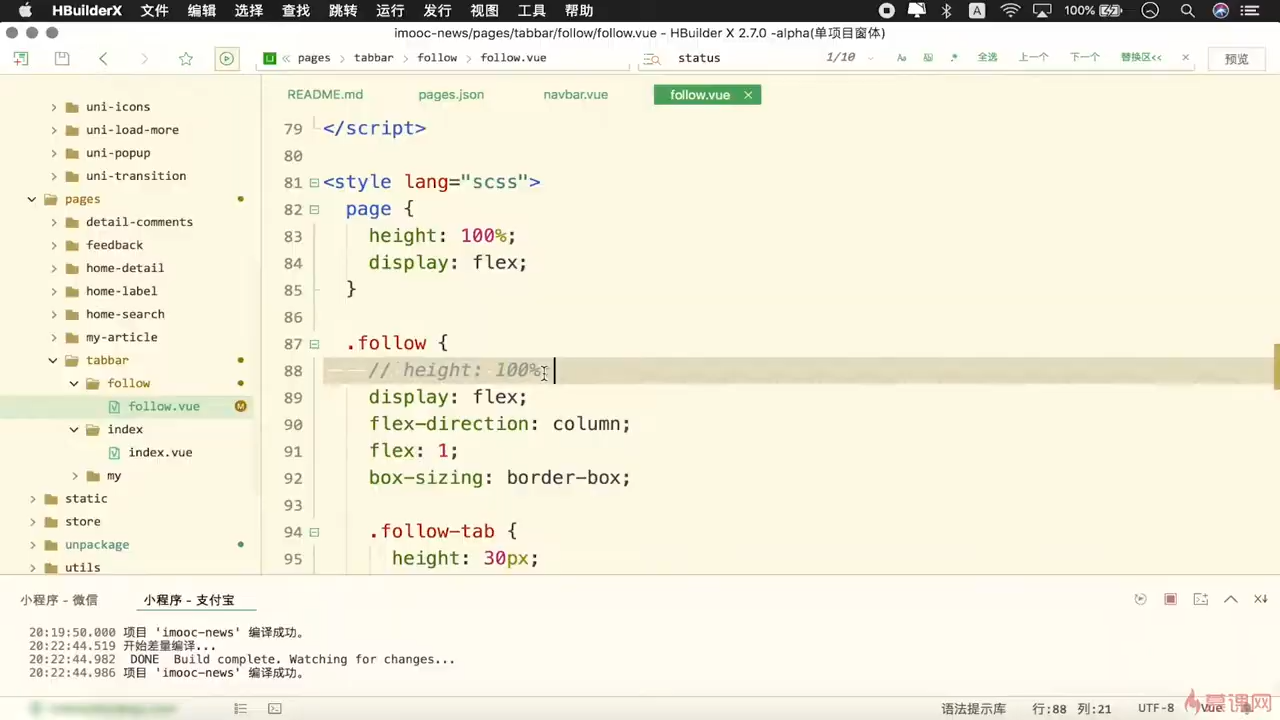 HBuilderX 文件 编辑 选择 查找 跳转 运行 发行 视图 工具 帮助 A 100%
imooc-news/pages/tabbar/follow/follow.vue - HBuilder X 2.7.0 -alpha(单项目窗体)
pages tabbar follow follow.vue status 1/10 Aa 全选 上一个 下一个 替换区<< 预览
README.md pages.json navbar.vue follow.vue
uni-icons
uni-load-more
uni-popup
uni-transition
pages
detail-comments
feedback
home-detail
home-label
home-search
my-article
tabbar
follow
follow.vue M
index
index.vue
my
static
store
unpackage
utils
79 </script>
80
81 <style lang="scss">
82 page {
83 height: 100%;
84 display: flex;
85 }
86
87 .follow {
88 // height: 100%
89 display: flex;
90 flex-direction: column;
91 flex: 1;
92 box-sizing: border-box;
93
94 .follow-tab {
95 height: 30px;
小程序 - 微信 小程序 - 支付宝
20:19:50.000 项目 'imooc-news' 编译成功。
20:22:44.519 开始差量编译...
20:22:44.982 DONE Build complete. Watching for changes...
20:22:44.986 项目 'imooc-news' 编译成功。
语法提示库 行:88 列:21 UTF-8 Vue
慕课网